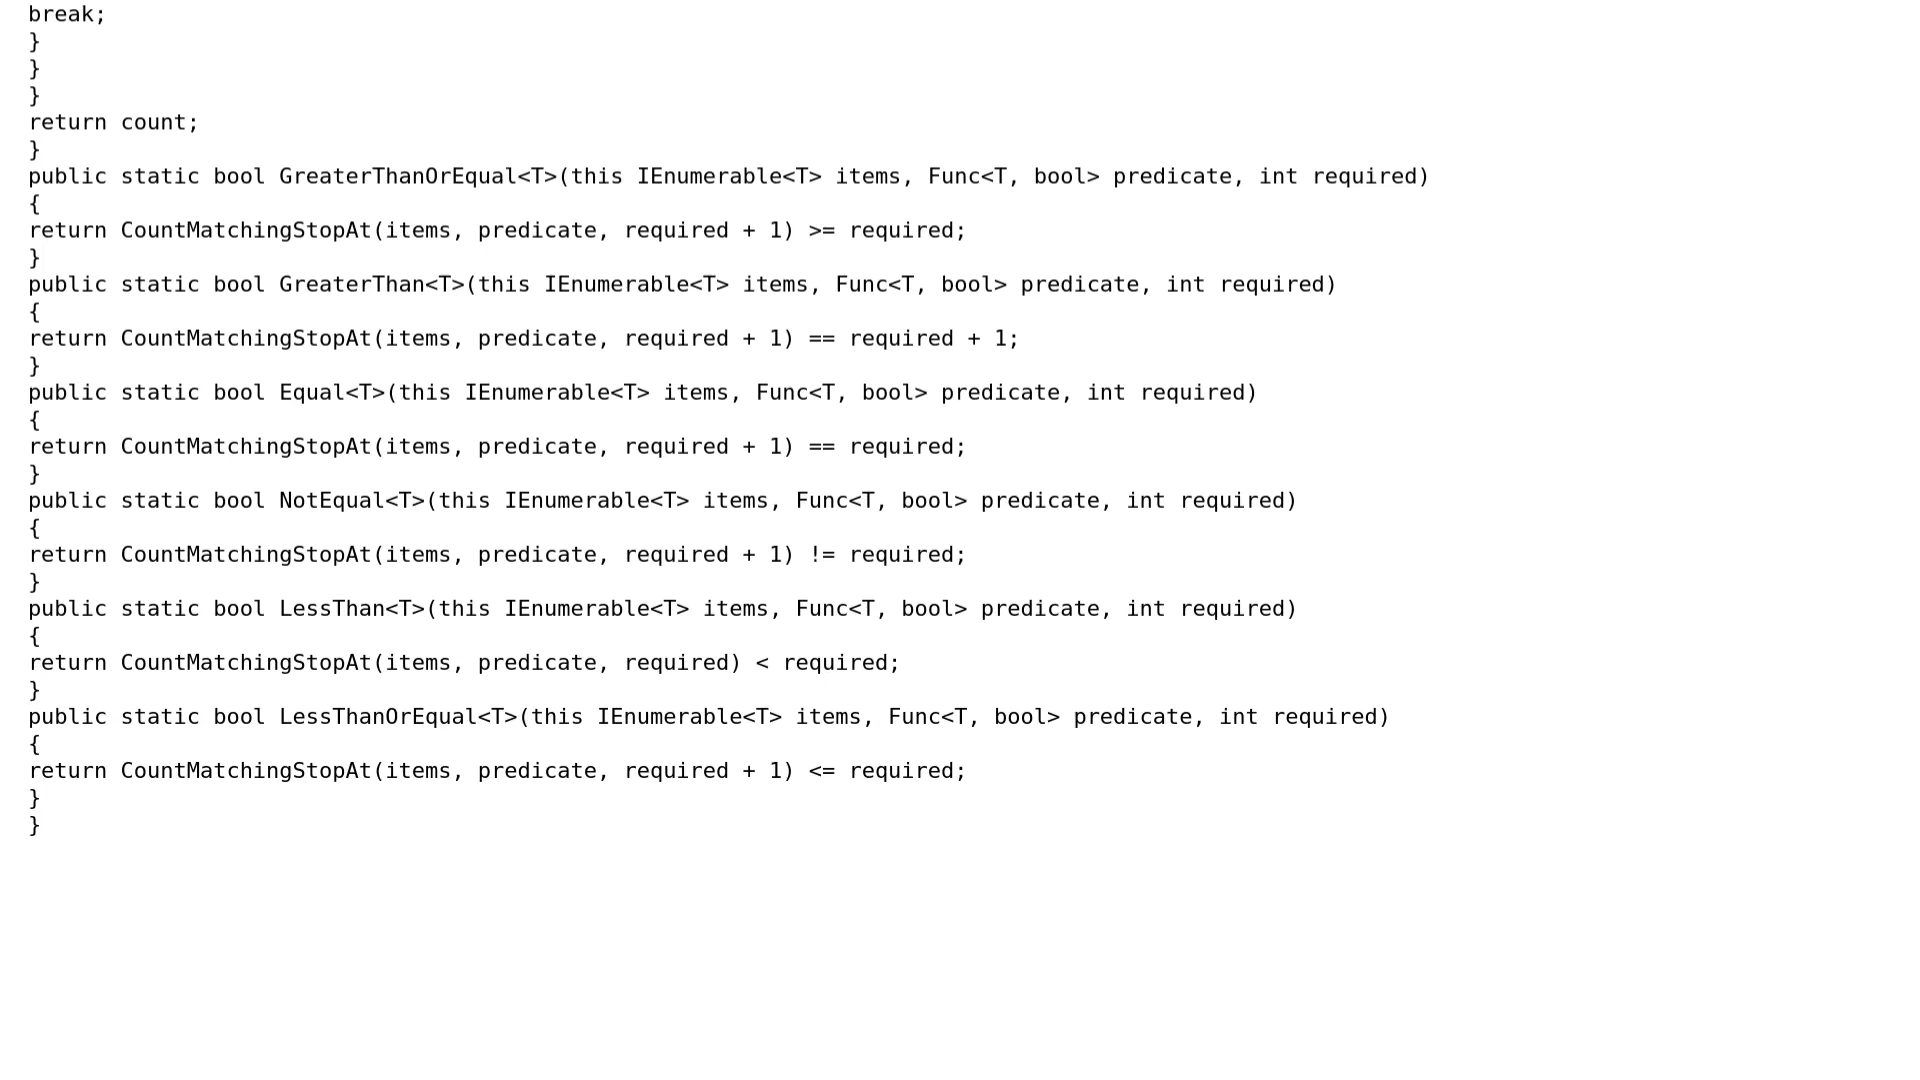 break;
}
}
}
return count;
}
public static bool GreaterThanOrEqual<T>(this IEnumerable<T> items, Func<T, bool> predicate, int required)
{
return CountMatchingStopAt(items, predicate, required + 1) >= required;
}
public static bool GreaterThan<T>(this IEnumerable<T> items, Func<T, bool> predicate, int required)
{
return CountMatchingStopAt(items, predicate, required + 1) == required + 1;
}
public static bool Equal<T>(this IEnumerable<T> items, Func<T, bool> predicate, int required)
{
return CountMatchingStopAt(items, predicate, required + 1) == required;
}
public static bool NotEqual<T>(this IEnumerable<T> items, Func<T, bool> predicate, int required)
{
return CountMatchingStopAt(items, predicate, required + 1) != required;
}
public static bool LessThan<T>(this IEnumerable<T> items, Func<T, bool> predicate, int required)
{
return CountMatchingStopAt(items, predicate, required) < required;
}
public static bool LessThanOrEqual<T>(this IEnumerable<T> items, Func<T, bool> predicate, int required)
{
return CountMatchingStopAt(items, predicate, required + 1) <= required;
}
}